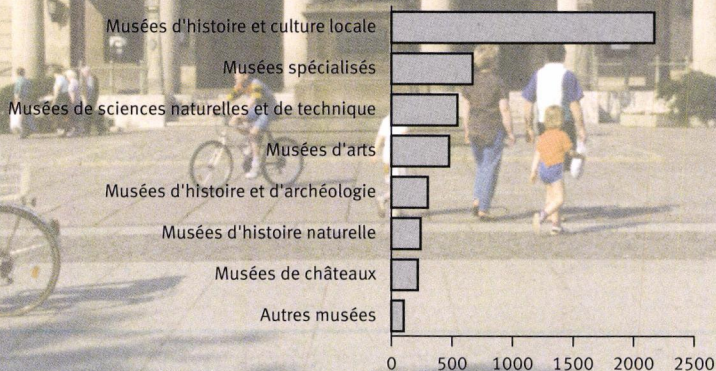 Musées d'histoire et culture locale
Musées spécialisés
Musées de sciences naturelles et de technique
Musées d'arts
Musées d'histoire et d'archéologie
Musées d'histoire naturelle
Musées de châteaux
Autres musées
0 500 1000 1500 2000 2500